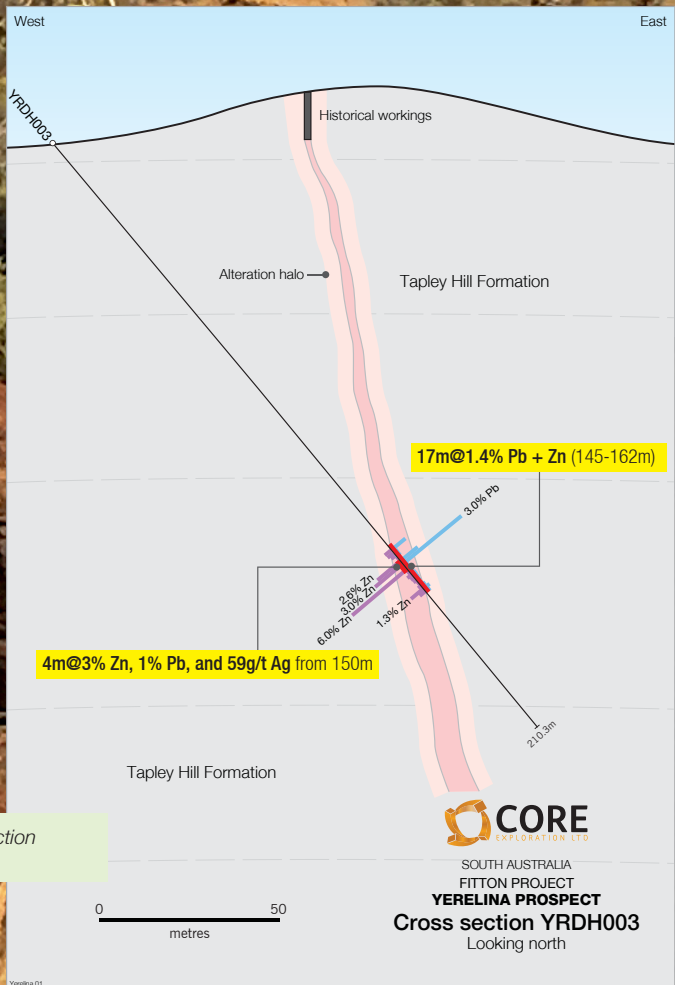 West
East
YRDH003
Historical workings
Alteration halo
Tapley Hill Formation
17m@1.4% Pb + Zn (145-162m)
3.0% Pb
2.6% Zn
3.0% Zn
6.0% Zn
1.3% Zn
4m@3% Zn, 1% Pb, and 59g/t Ag from 150m
210.3m
Tapley Hill Formation
ction
CORE
EXPLORATION LTD
SOUTH AUSTRALIA
FITTON PROJECT
YERELINA PROSPECT
Cross section YRDH003
Looking north
0 50
metres
Yerelina 01